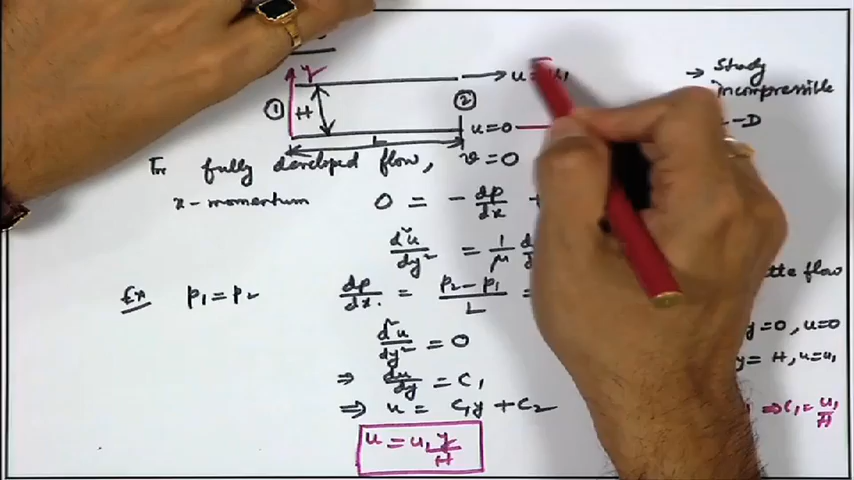 y
→ u = u₁
① H ②
L
u = 0
→ Steady
incompressible
-D
For fully developed flow, v = 0
x - momentum 0 = - dp/dx +
d²u/dy² = 1/μ
Ex p₁ = p₂ dp/dx = p₂ - p₁/L =
flow
d²u/dy² = 0
y = 0, u = 0
⇒ du/dy = C₁
y = H, u = u₁
⇒ u = C₁y + C₂
⇒ C₁ = u₁/H
u = u₁ y/H